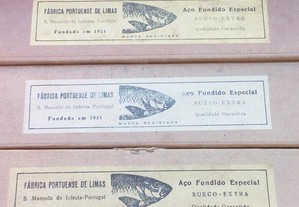 FÁBRICA PORTUENSE DE LIMAS
S. Mamede de Infesta-Portugal
Fundada em 1921
MARCA REGISTADA
Aço Fundido Especial
SUECO-EXTRA
Qualidade Garantida
FÁBRICA PORTUENSE DE LIMAS
S. Mamede de Infesta-Portugal
Fundada em 1921
MARCA REGISTADA
Aço Fundido Especial
SUECO-EXTRA
Qualidade Garantida
FÁBRICA PORTUENSE DE LIMAS
S. Mamede de Infesta-Portugal
Aço Fundido Especial
SUECO-EXTRA
Qualidade Garantida